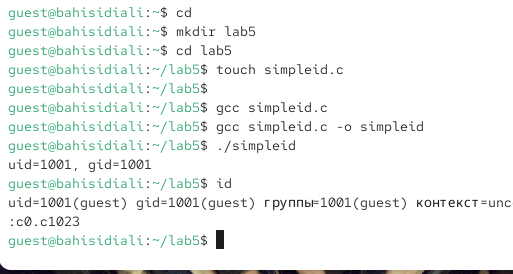 guest@bahisidiali:~$ cd
guest@bahisidiali:~$ mkdir lab5
guest@bahisidiali:~$ cd lab5
guest@bahisidiali:~/lab5$ touch simpleid.c
guest@bahisidiali:~/lab5$
guest@bahisidiali:~/lab5$ gcc simpleid.c
guest@bahisidiali:~/lab5$ gcc simpleid.c -o simpleid
guest@bahisidiali:~/lab5$ ./simpleid
uid=1001, gid=1001
guest@bahisidiali:~/lab5$ id
uid=1001(guest) gid=1001(guest) группы=1001(guest) контекст=unc
:c0.c1023
guest@bahisidiali:~/lab5$